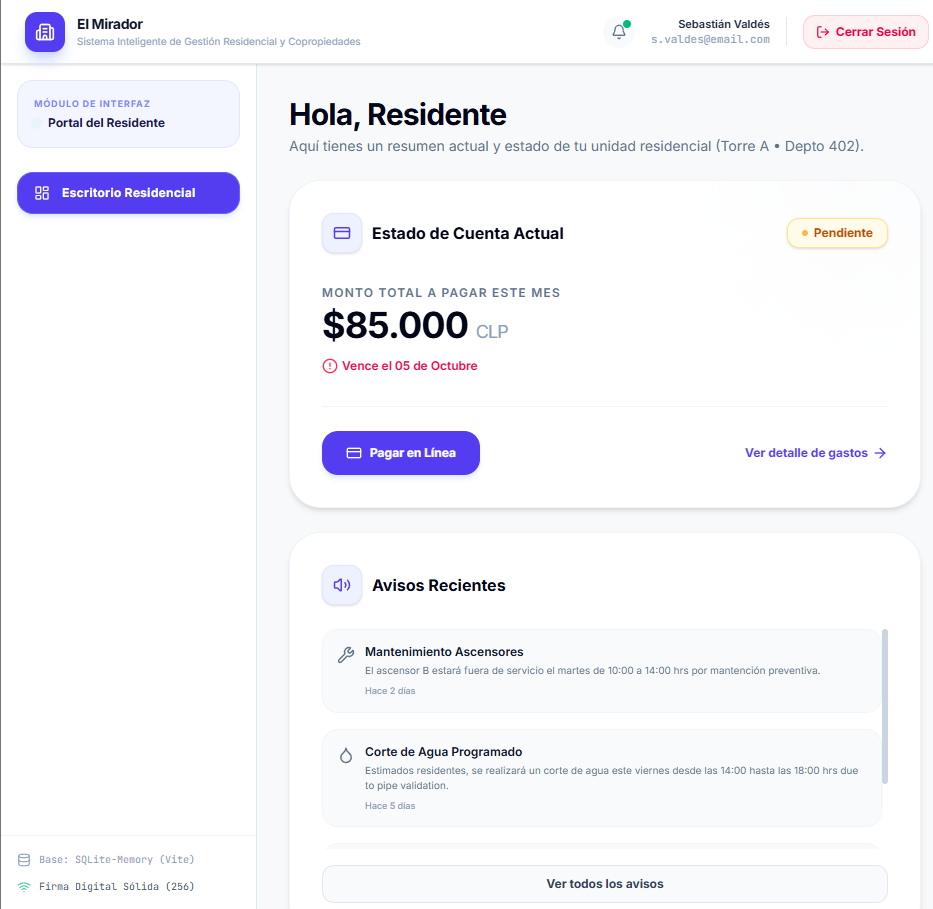 El Mirador
Sistema Inteligente de Gestión Residencial y Copropiedades
Sebastián Valdés
s.valdes@email.com
Cerrar Sesión
MÓDULO DE INTERFAZ
Portal del Residente
Escritorio Residencial
Hola, Residente
Aquí tienes un resumen actual y estado de tu unidad residencial (Torre A • Depto 402).
Estado de Cuenta Actual
Pendiente
MONTO TOTAL A PAGAR ESTE MES
$85.000 CLP
Vence el 05 de Octubre
Pagar en Línea
Ver detalle de gastos →
Avisos Recientes
Mantenimiento Ascensores
El ascensor B estará fuera de servicio el martes de 10:00 a 14:00 hrs por mantención preventiva.
Hace 2 días
Corte de Agua Programado
Estimados residentes, se realizará un corte de agua este viernes desde las 14:00 hasta las 18:00 hrs due
to pipe validation.
Hace 5 días
Ver todos los avisos
Base: SQLite-Memory (Vite)
Firma Digital Sólida (256)